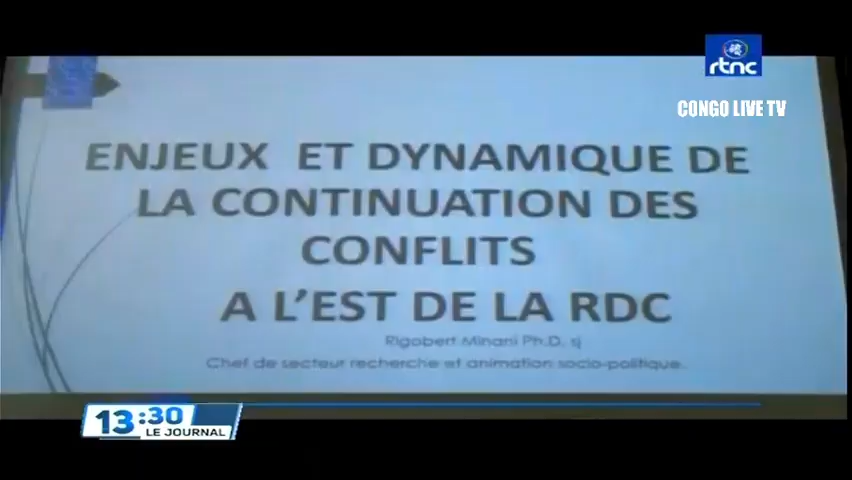 rtnc
CONGO LIVE TV
ENJEUX ET DYNAMIQUE DE
LA CONTINUATION DES
CONFLITS
A L'EST DE LA RDC
Rigobert Minani Ph.D. sj
Chef de secteur recherche et animation socio-politique.
13:30
LE JOURNAL